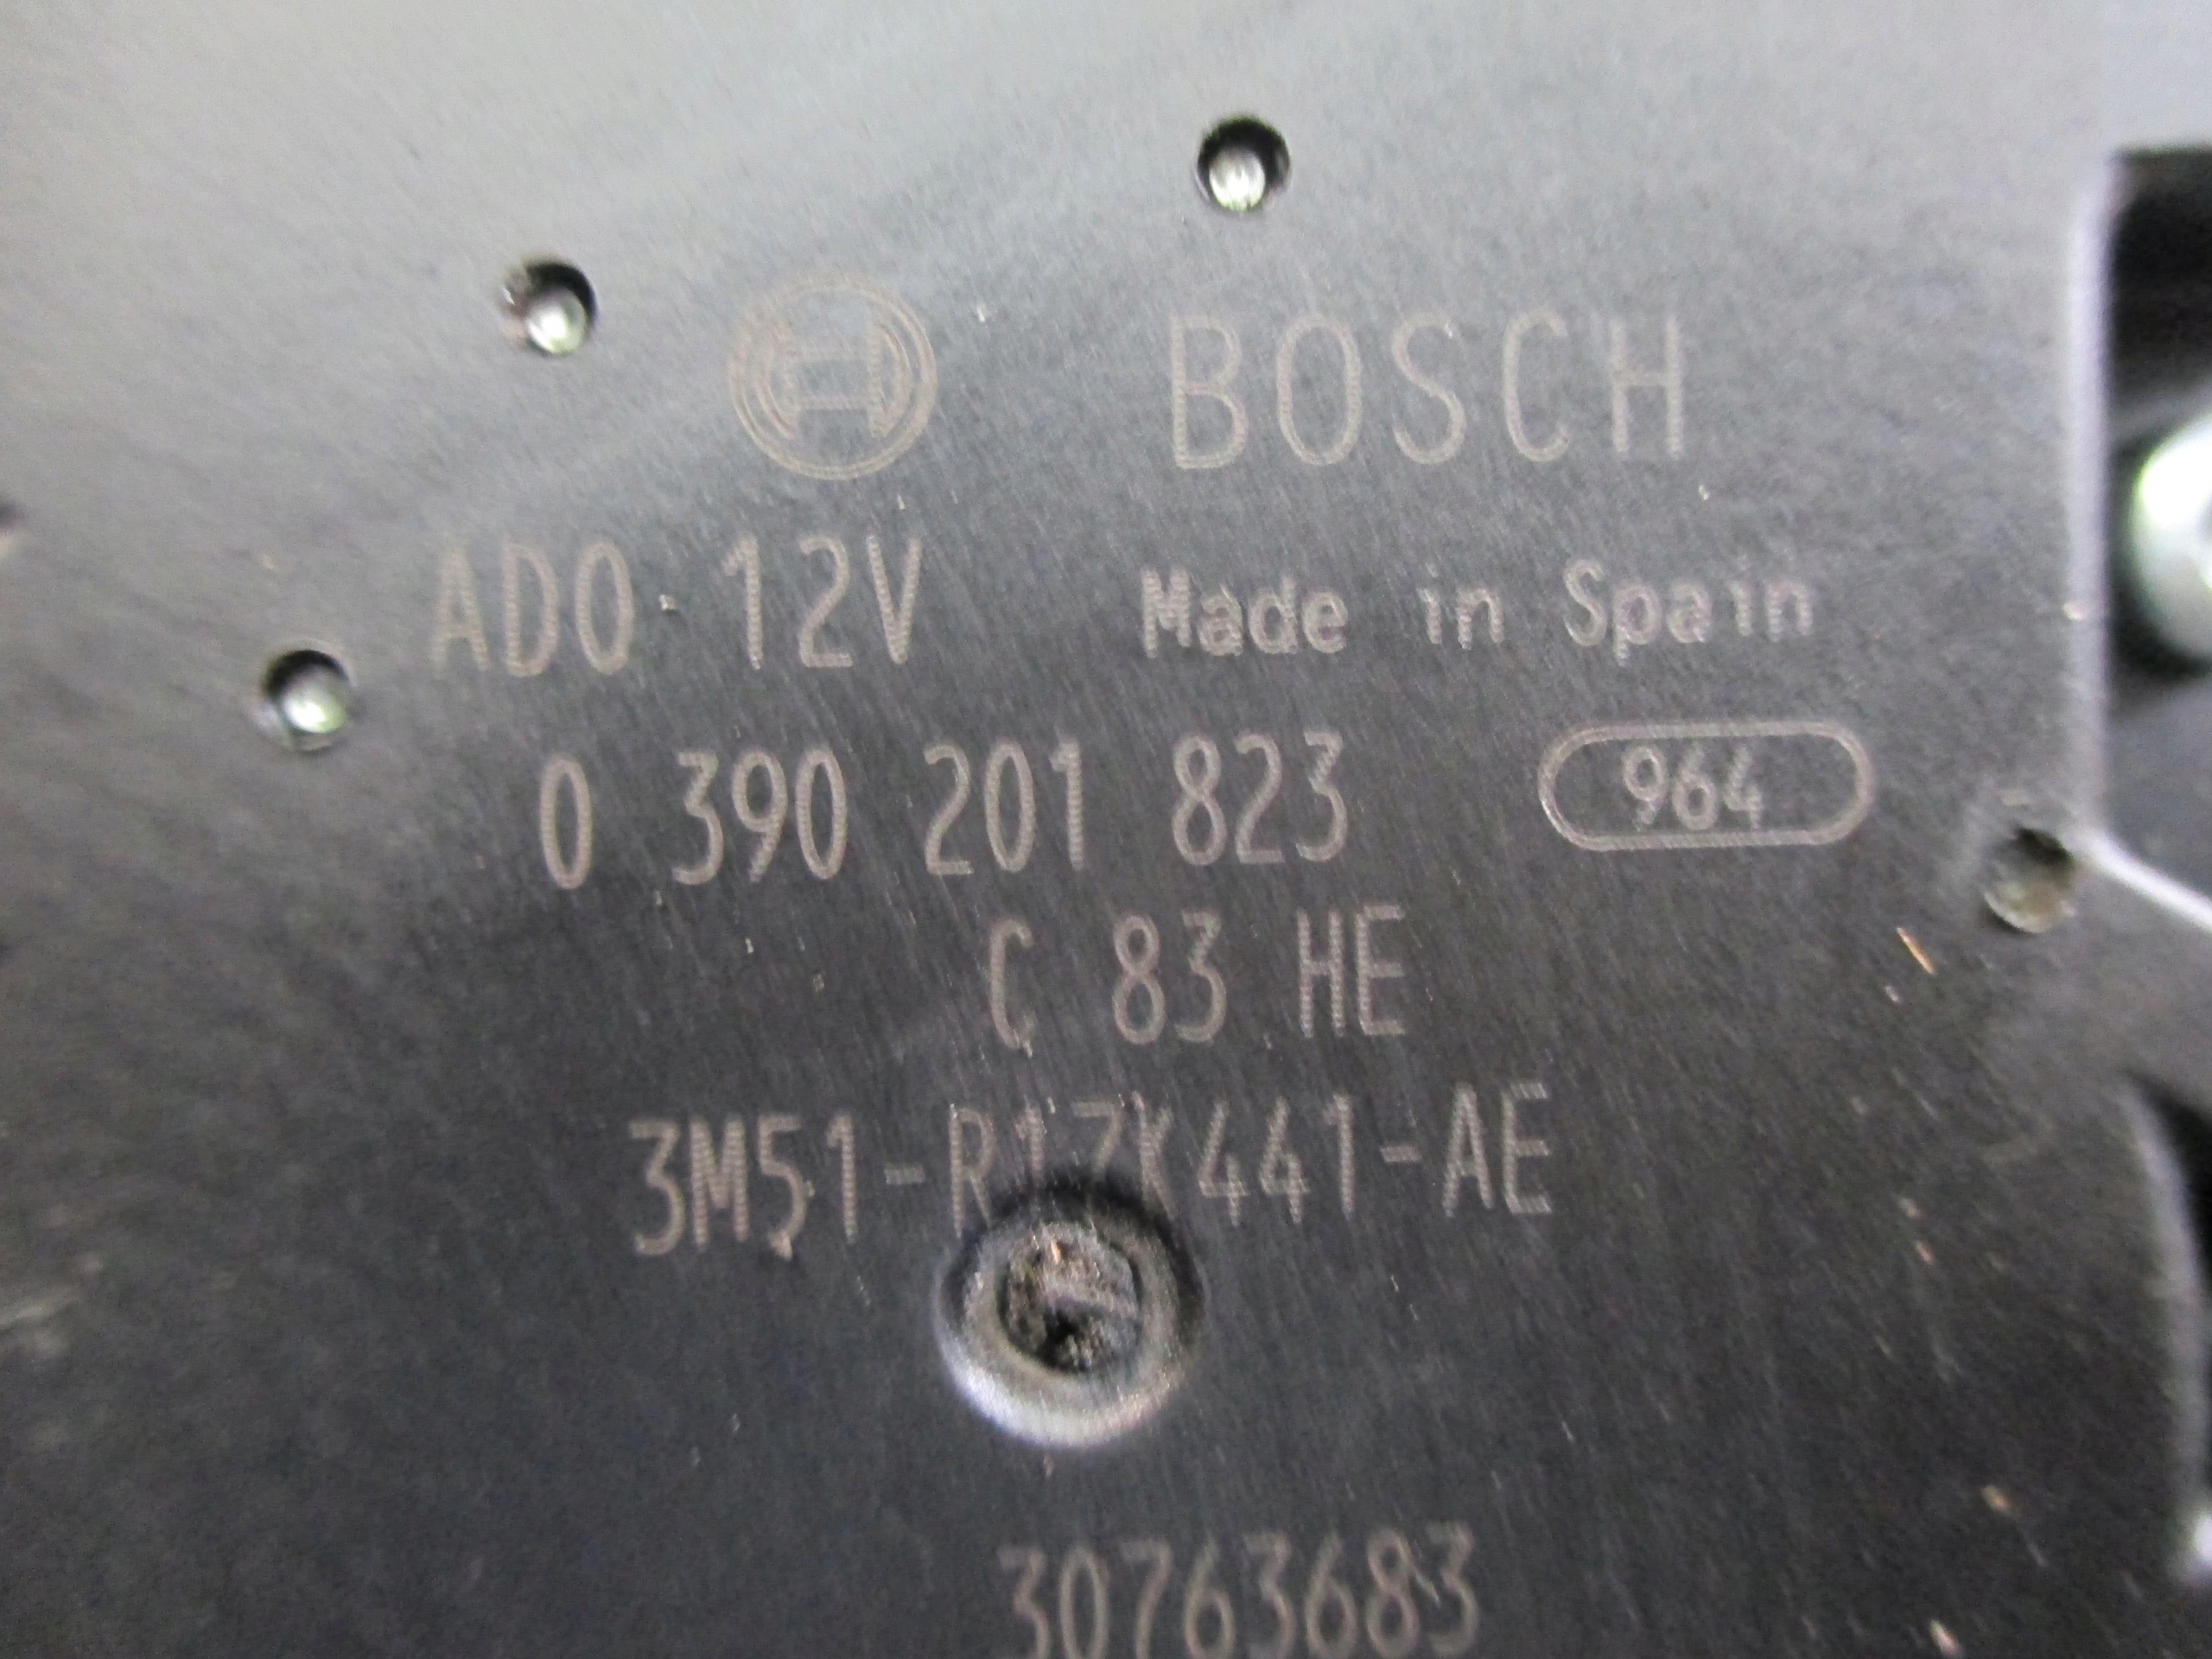 BOSCH
ADO 12V Made in Spain
0 390 201 823 964
C 83 HE
3M51-R17K441-AE
30763683